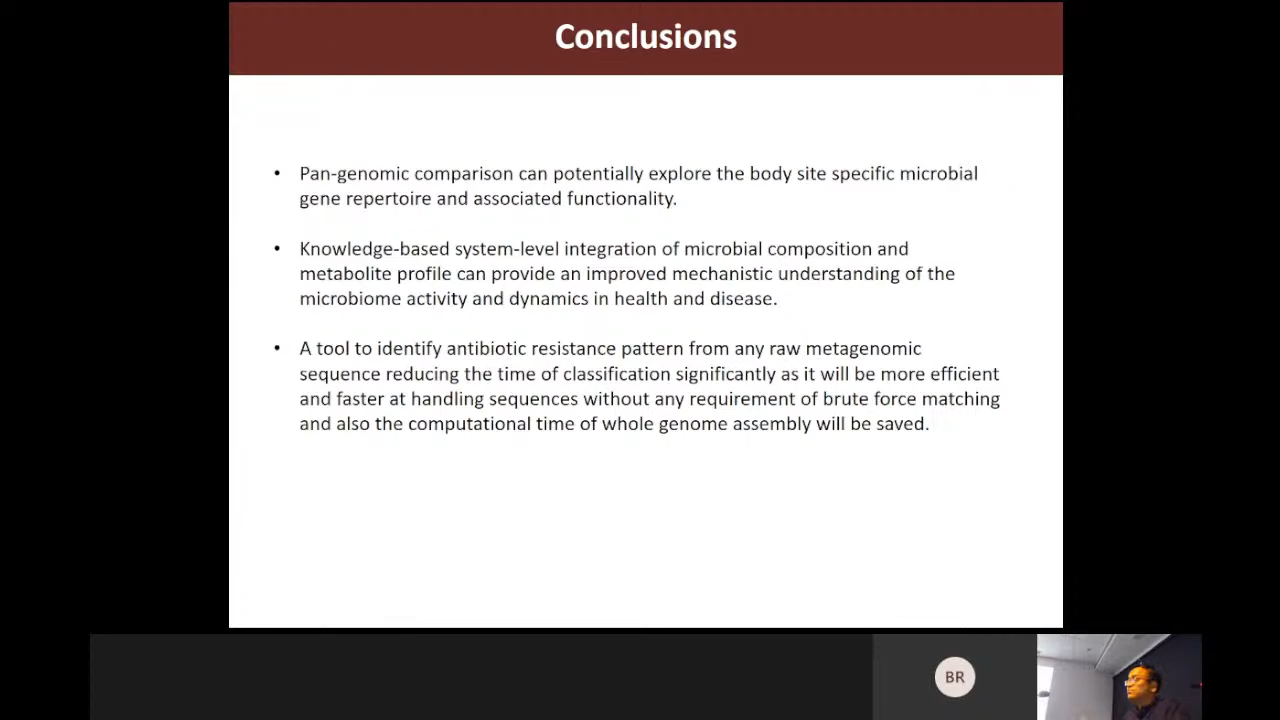 Conclusions
• Pan-genomic comparison can potentially explore the body site specific microbial
gene repertoire and associated functionality.
• Knowledge-based system-level integration of microbial composition and
metabolite profile can provide an improved mechanistic understanding of the
microbiome activity and dynamics in health and disease.
• A tool to identify antibiotic resistance pattern from any raw metagenomic
sequence reducing the time of classification significantly as it will be more efficient
and faster at handling sequences without any requirement of brute force matching
and also the computational time of whole genome assembly will be saved.
BR